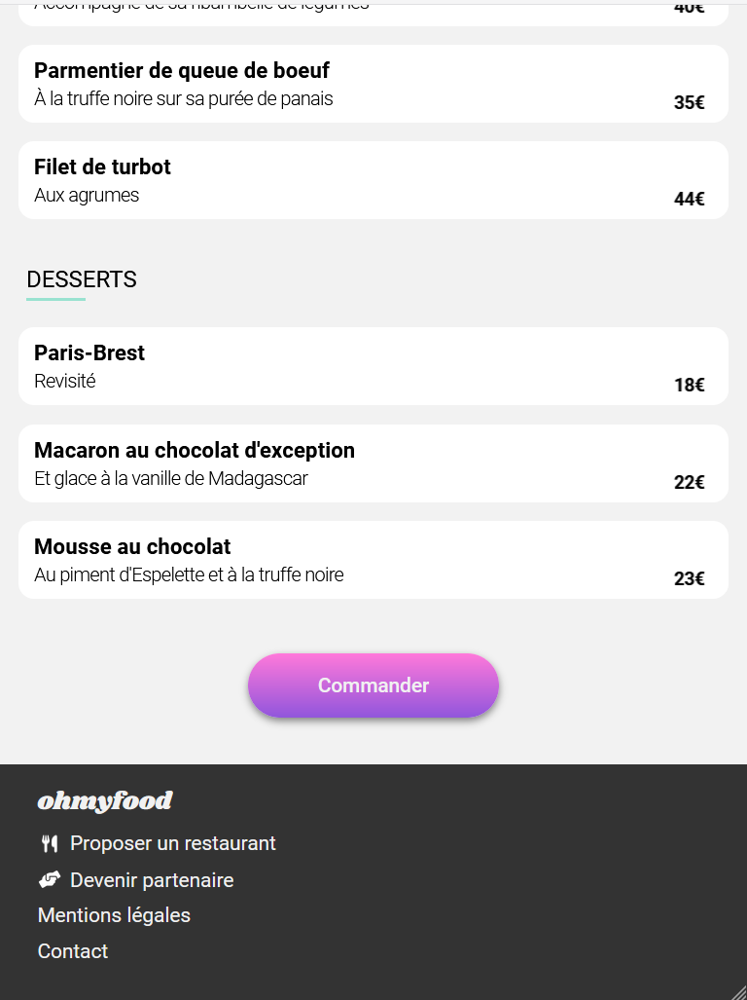 Accompagné de sa ribambelle de légumes
40€
Parmentier de queue de boeuf
À la truffe noire sur sa purée de panais
35€
Filet de turbot
Aux agrumes
44€
DESSERTS
Paris-Brest
Revisité
18€
Macaron au chocolat d'exception
Et glace à la vanille de Madagascar
22€
Mousse au chocolat
Au piment d'Espelette et à la truffe noire
23€
Commander
ohmyfood
Proposer un restaurant
Devenir partenaire
Mentions légales
Contact